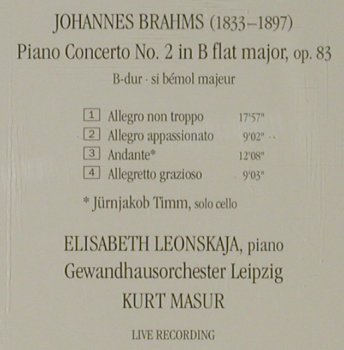 JOHANNES BRAHMS (1833–1897)
Piano Concerto No. 2 in B flat major, op. 83
B-dur · si bémol majeur
1 Allegro non troppo 17'57"
2 Allegro appassionato 9'02"
3 Andante* 12'08"
4 Allegretto grazioso 9'03"
* Jürnjakob Timm, solo cello
ELISABETH LEONSKAJA, piano
Gewandhausorchester Leipzig
KURT MASUR
LIVE RECORDING